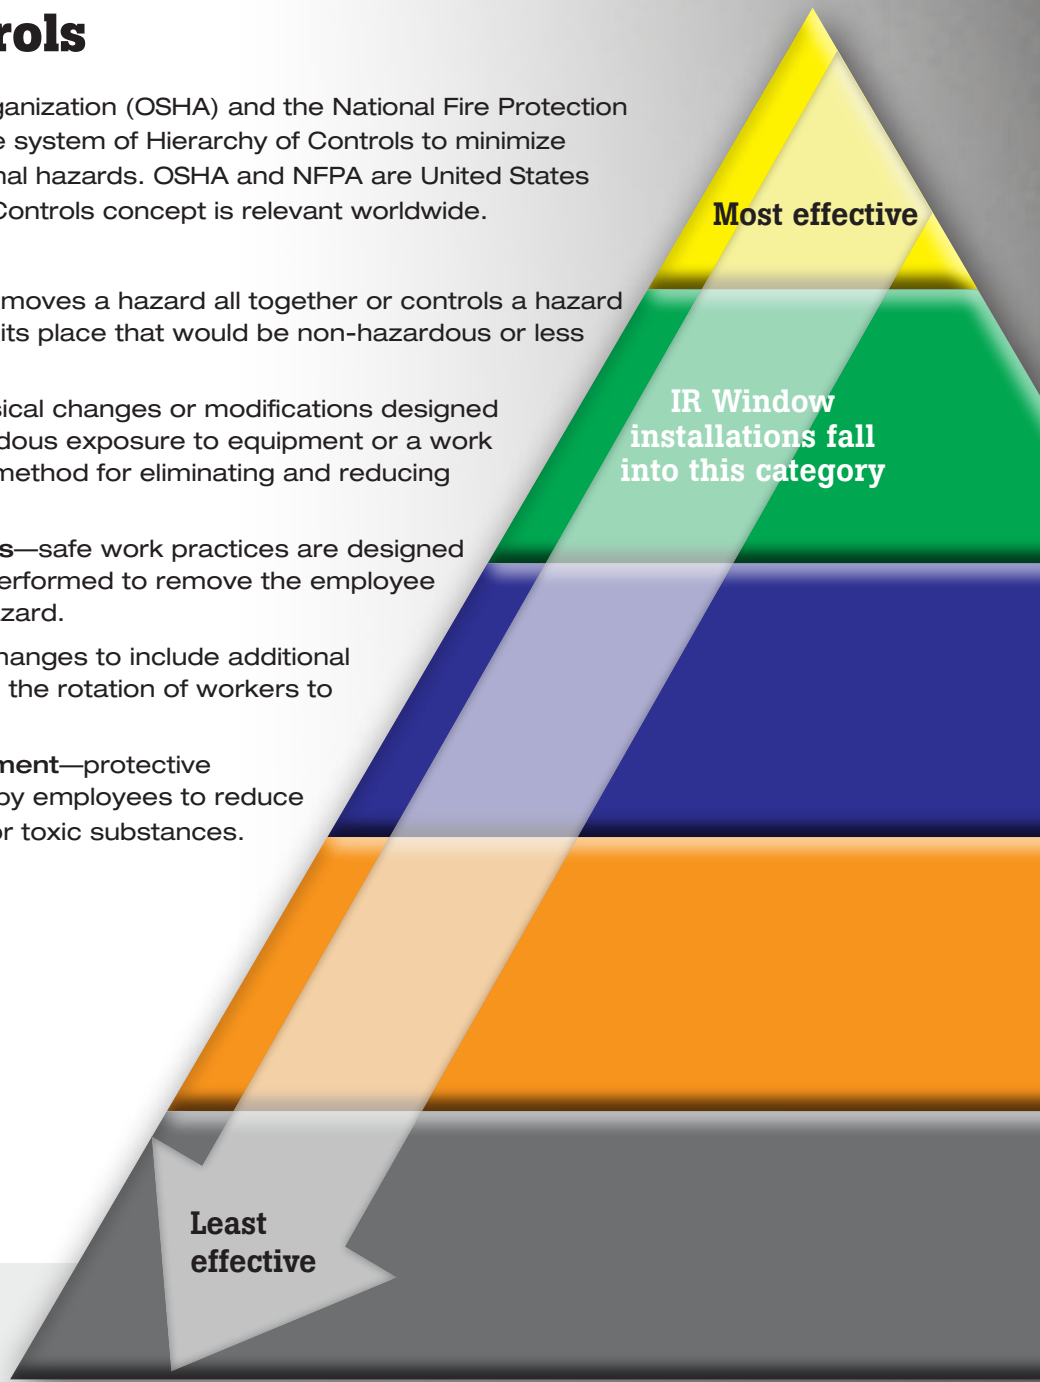 rols
ganization (OSHA) and the National Fire Protection
e system of Hierarchy of Controls to minimize
nal hazards. OSHA and NFPA are United States
Controls concept is relevant worldwide.
moves a hazard all together or controls a hazard
its place that would be non-hazardous or less
sical changes or modifications designed
dous exposure to equipment or a work
method for eliminating and reducing
s—safe work practices are designed
erformed to remove the employee
zard.
hanges to include additional
the rotation of workers to
ment—protective
by employees to reduce
or toxic substances.
Most effective
IR Window
installations fall
into this category
Least
effective